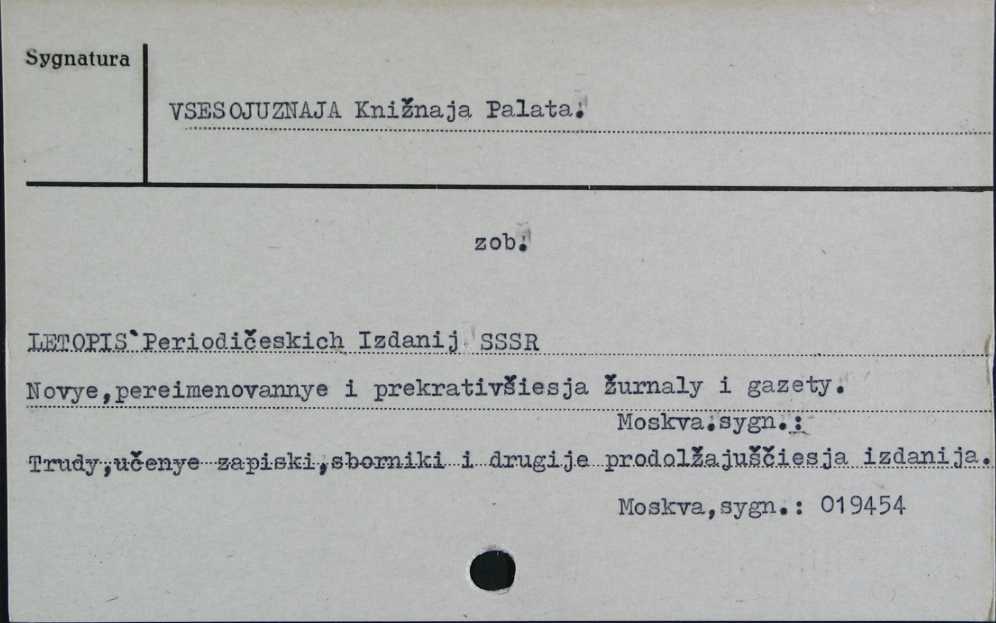 Sygnatura
VSESOJUZNAJA Knižnaja Palata.
zob.
LETOPIS`Periodičeskich Izdanij SSSR
Novye,pereimenovannye i prekrativšiesja žurnaly i gazety.
Moskva.sygn.:
Trudy,učenye zapiski,sborniki i drugije prodolžajuščiesja izdanija.
Moskva,sygn.: 019454